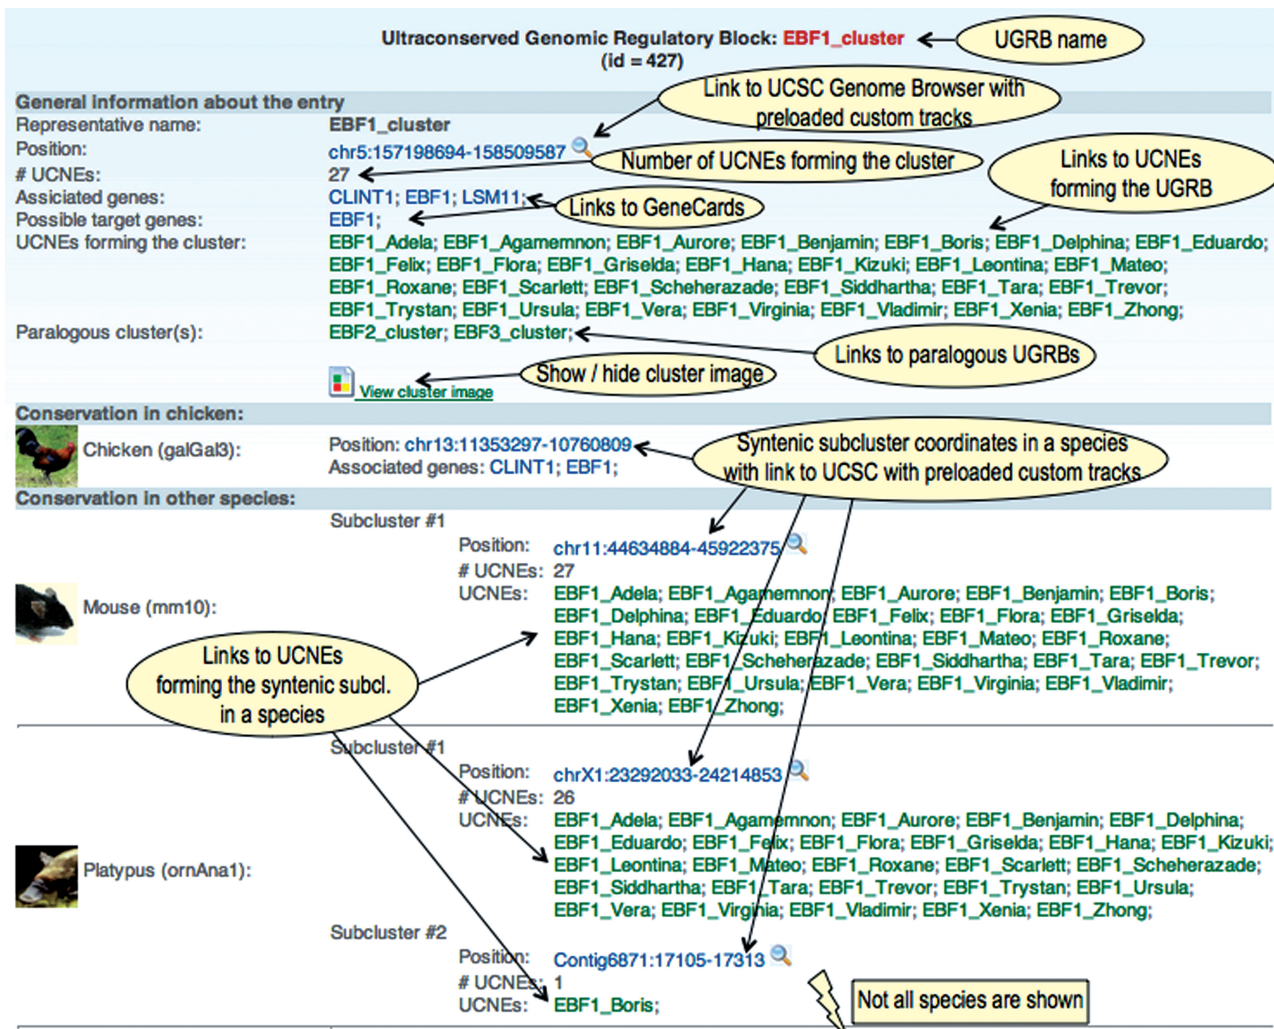 Ultraconserved Genomic Regulatory Block: EBF1_cluster
(id = 427)
UGRB name
Link to UCSC Genome Browser with
preloaded custom tracks
General information about the entry
Representative name: EBF1_cluster
Position: chr5:157198694-158509587
# UCNEs: 27
Number of UCNEs forming the cluster
Links to UCNEs
forming the UGRB
Assiciated genes: CLINT1; EBF1; LSM11;
Links to GeneCards
Possible target genes: EBF1;
UCNEs forming the cluster: EBF1_Adela; EBF1_Agamemnon; EBF1_Aurore; EBF1_Benjamin; EBF1_Boris; EBF1_Delphina; EBF1_Eduardo;
EBF1_Felix; EBF1_Flora; EBF1_Griselda; EBF1_Hana; EBF1_Kizuki; EBF1_Leontina; EBF1_Mateo;
EBF1_Roxane; EBF1_Scarlett; EBF1_Scheherazade; EBF1_Siddhartha; EBF1_Tara; EBF1_Trevor;
EBF1_Trystan; EBF1_Ursula; EBF1_Vera; EBF1_Virginia; EBF1_Vladimir; EBF1_Xenia; EBF1_Zhong;
Paralogous cluster(s): EBF2_cluster; EBF3_cluster;
Links to paralogous UGRBs
Show / hide cluster image
View cluster image
Conservation in chicken:
Chicken (galGal3): Position: chr13:11353297-10760809
Associated genes: CLINT1; EBF1;
Syntenic subcluster coordinates in a species
with link to UCSC with preloaded custom tracks
Conservation in other species:
Subcluster #1
Position: chr11:44634884-45922375
# UCNEs: 27
Mouse (mm10):
UCNEs: EBF1_Adela; EBF1_Agamemnon; EBF1_Aurore; EBF1_Benjamin; EBF1_Boris;
EBF1_Delphina; EBF1_Eduardo; EBF1_Felix; EBF1_Flora; EBF1_Griselda;
EBF1_Hana; EBF1_Kizuki; EBF1_Leontina; EBF1_Mateo; EBF1_Roxane;
EBF1_Scarlett; EBF1_Scheherazade; EBF1_Siddhartha; EBF1_Tara; EBF1_Trevor;
EBF1_Trystan; EBF1_Ursula; EBF1_Vera; EBF1_Virginia; EBF1_Vladimir;
EBF1_Xenia; EBF1_Zhong;
Links to UCNEs
forming the syntenic subcl.
in a species
Subcluster #1
Position: chrX1:23292033-24214853
# UCNEs: 26
Platypus (ornAna1):
UCNEs: EBF1_Adela; EBF1_Agamemnon; EBF1_Aurore; EBF1_Benjamin; EBF1_Delphina;
EBF1_Eduardo; EBF1_Felix; EBF1_Flora; EBF1_Griselda; EBF1_Hana; EBF1_Kizuki;
EBF1_Leontina; EBF1_Mateo; EBF1_Roxane; EBF1_Scarlett; EBF1_Scheherazade;
EBF1_Siddhartha; EBF1_Tara; EBF1_Trevor; EBF1_Trystan; EBF1_Ursula;
EBF1_Vera; EBF1_Virginia; EBF1_Vladimir; EBF1_Xenia; EBF1_Zhong;
Subcluster #2
Position: Contig6871:17105-17313
# UCNEs: 1
UCNEs: EBF1_Boris;
Not all species are shown